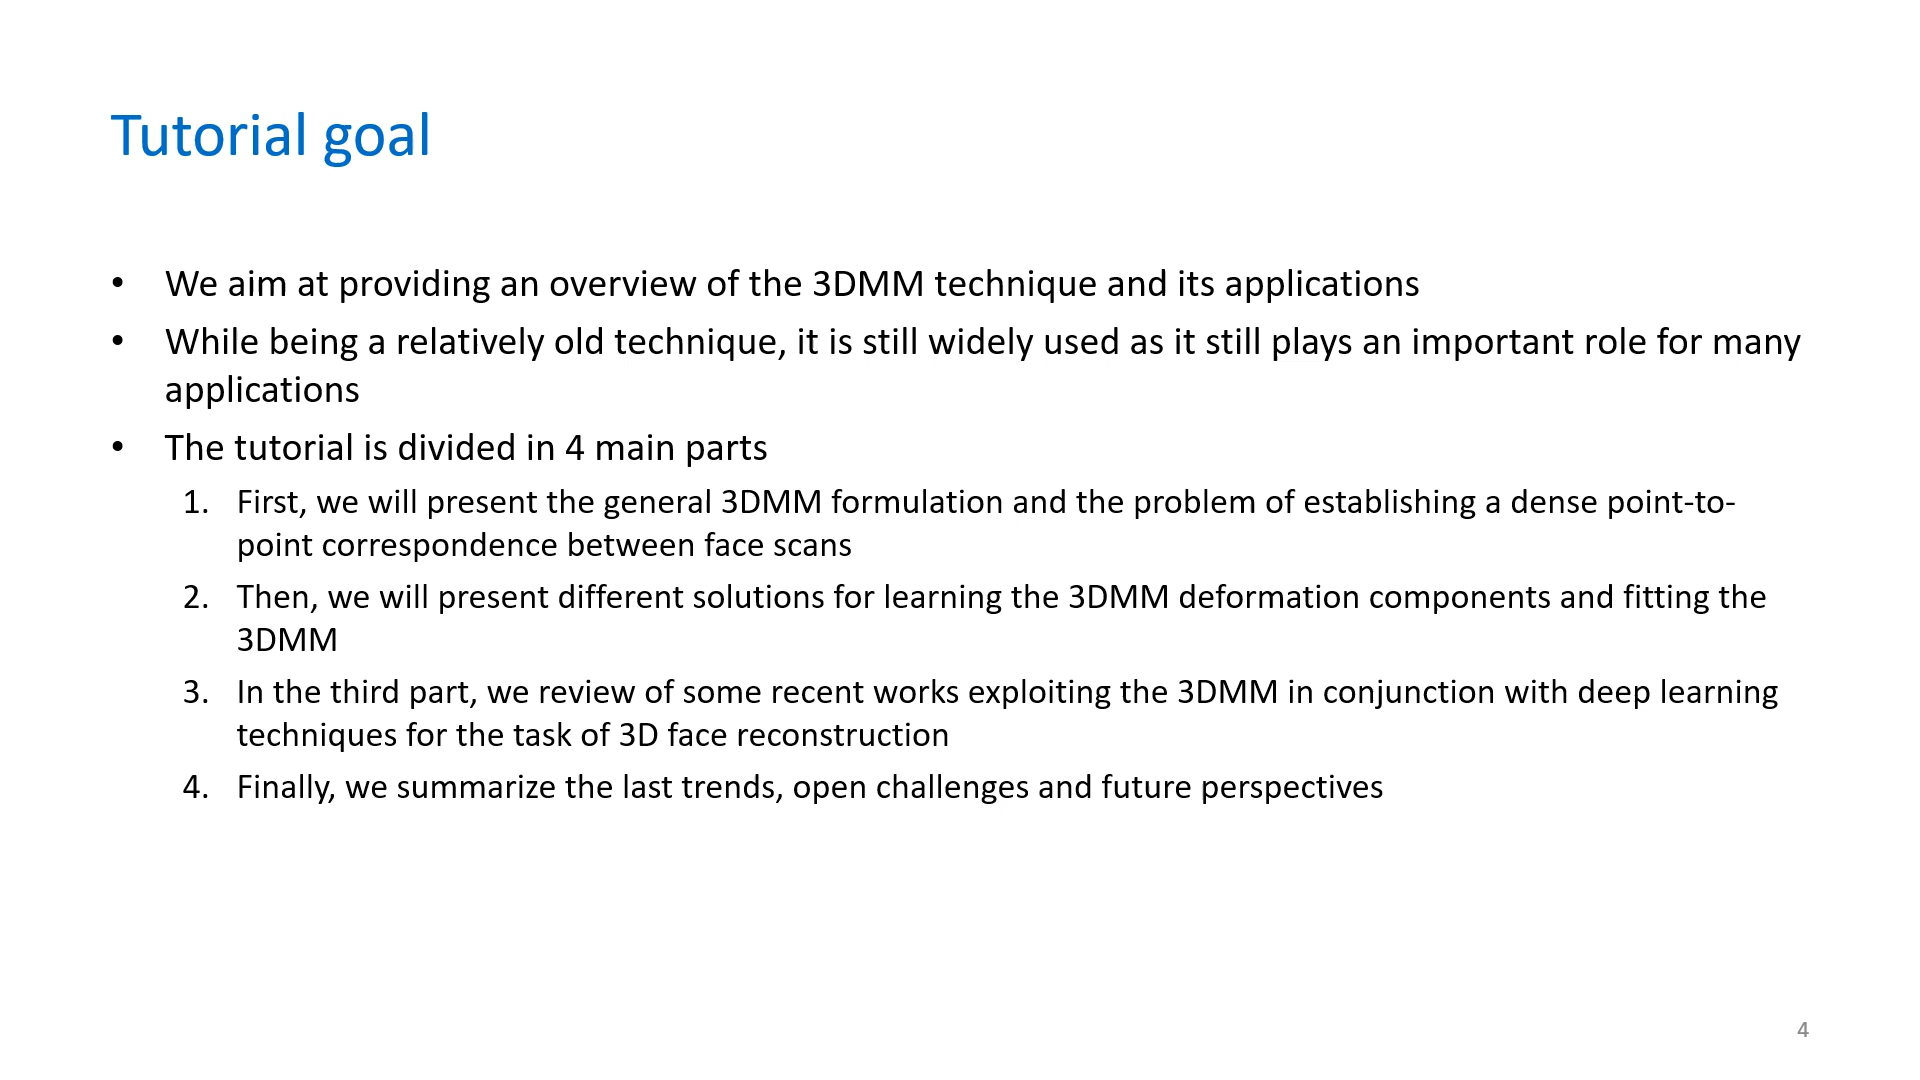 Tutorial goal
• We aim at providing an overview of the 3DMM technique and its applications
• While being a relatively old technique, it is still widely used as it still plays an important role for many
applications
• The tutorial is divided in 4 main parts
1. First, we will present the general 3DMM formulation and the problem of establishing a dense point-to-
point correspondence between face scans
2. Then, we will present different solutions for learning the 3DMM deformation components and fitting the
3DMM
3. In the third part, we review of some recent works exploiting the 3DMM in conjunction with deep learning
techniques for the task of 3D face reconstruction
4. Finally, we summarize the last trends, open challenges and future perspectives
4